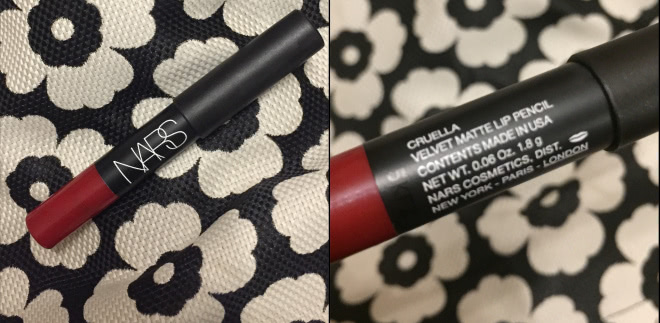 NARS
CRUELLA
VELVET MATTE LIP PENCIL
CONTENTS MADE IN USA
NET WT. 0.06 Oz. 1.8 g
NARS COSMETICS, DIST.
NEW YORK - PARIS - LONDON